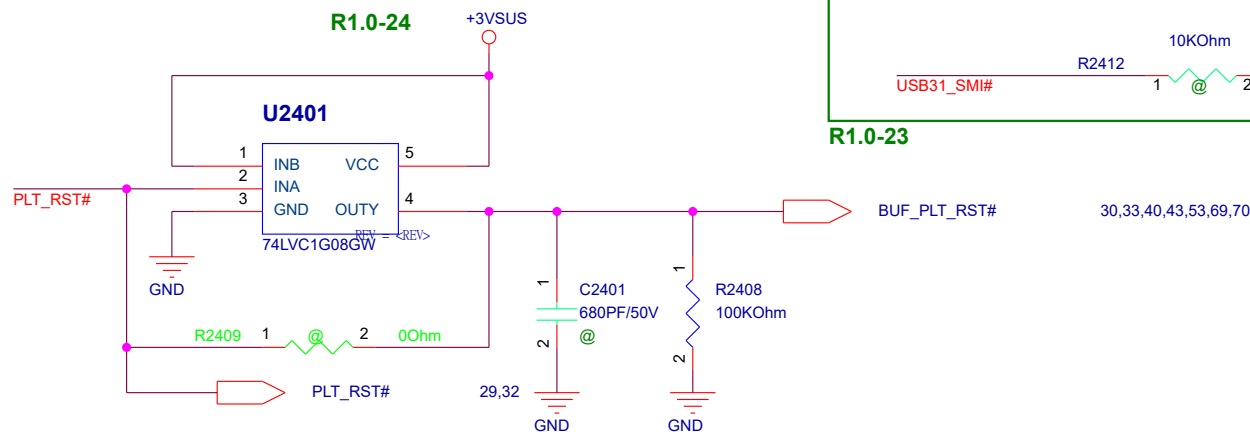 R1.0-24
+3VSUS
10KOhm
R2412
USB31_SMI#
1
@
2
R1.0-23
U2401
1
INB
VCC
5
2
INA
PLT_RST#
3
GND
OUTY
4
REV = <REV>
74LVC1G08GW
BUF_PLT_RST#
30,33,40,43,53,69,70
GND
1
C2401
680PF/50V
@
2
1
R2408
100KOhm
2
R2409
1
@
2
0Ohm
PLT_RST#
29,32
GND
GND